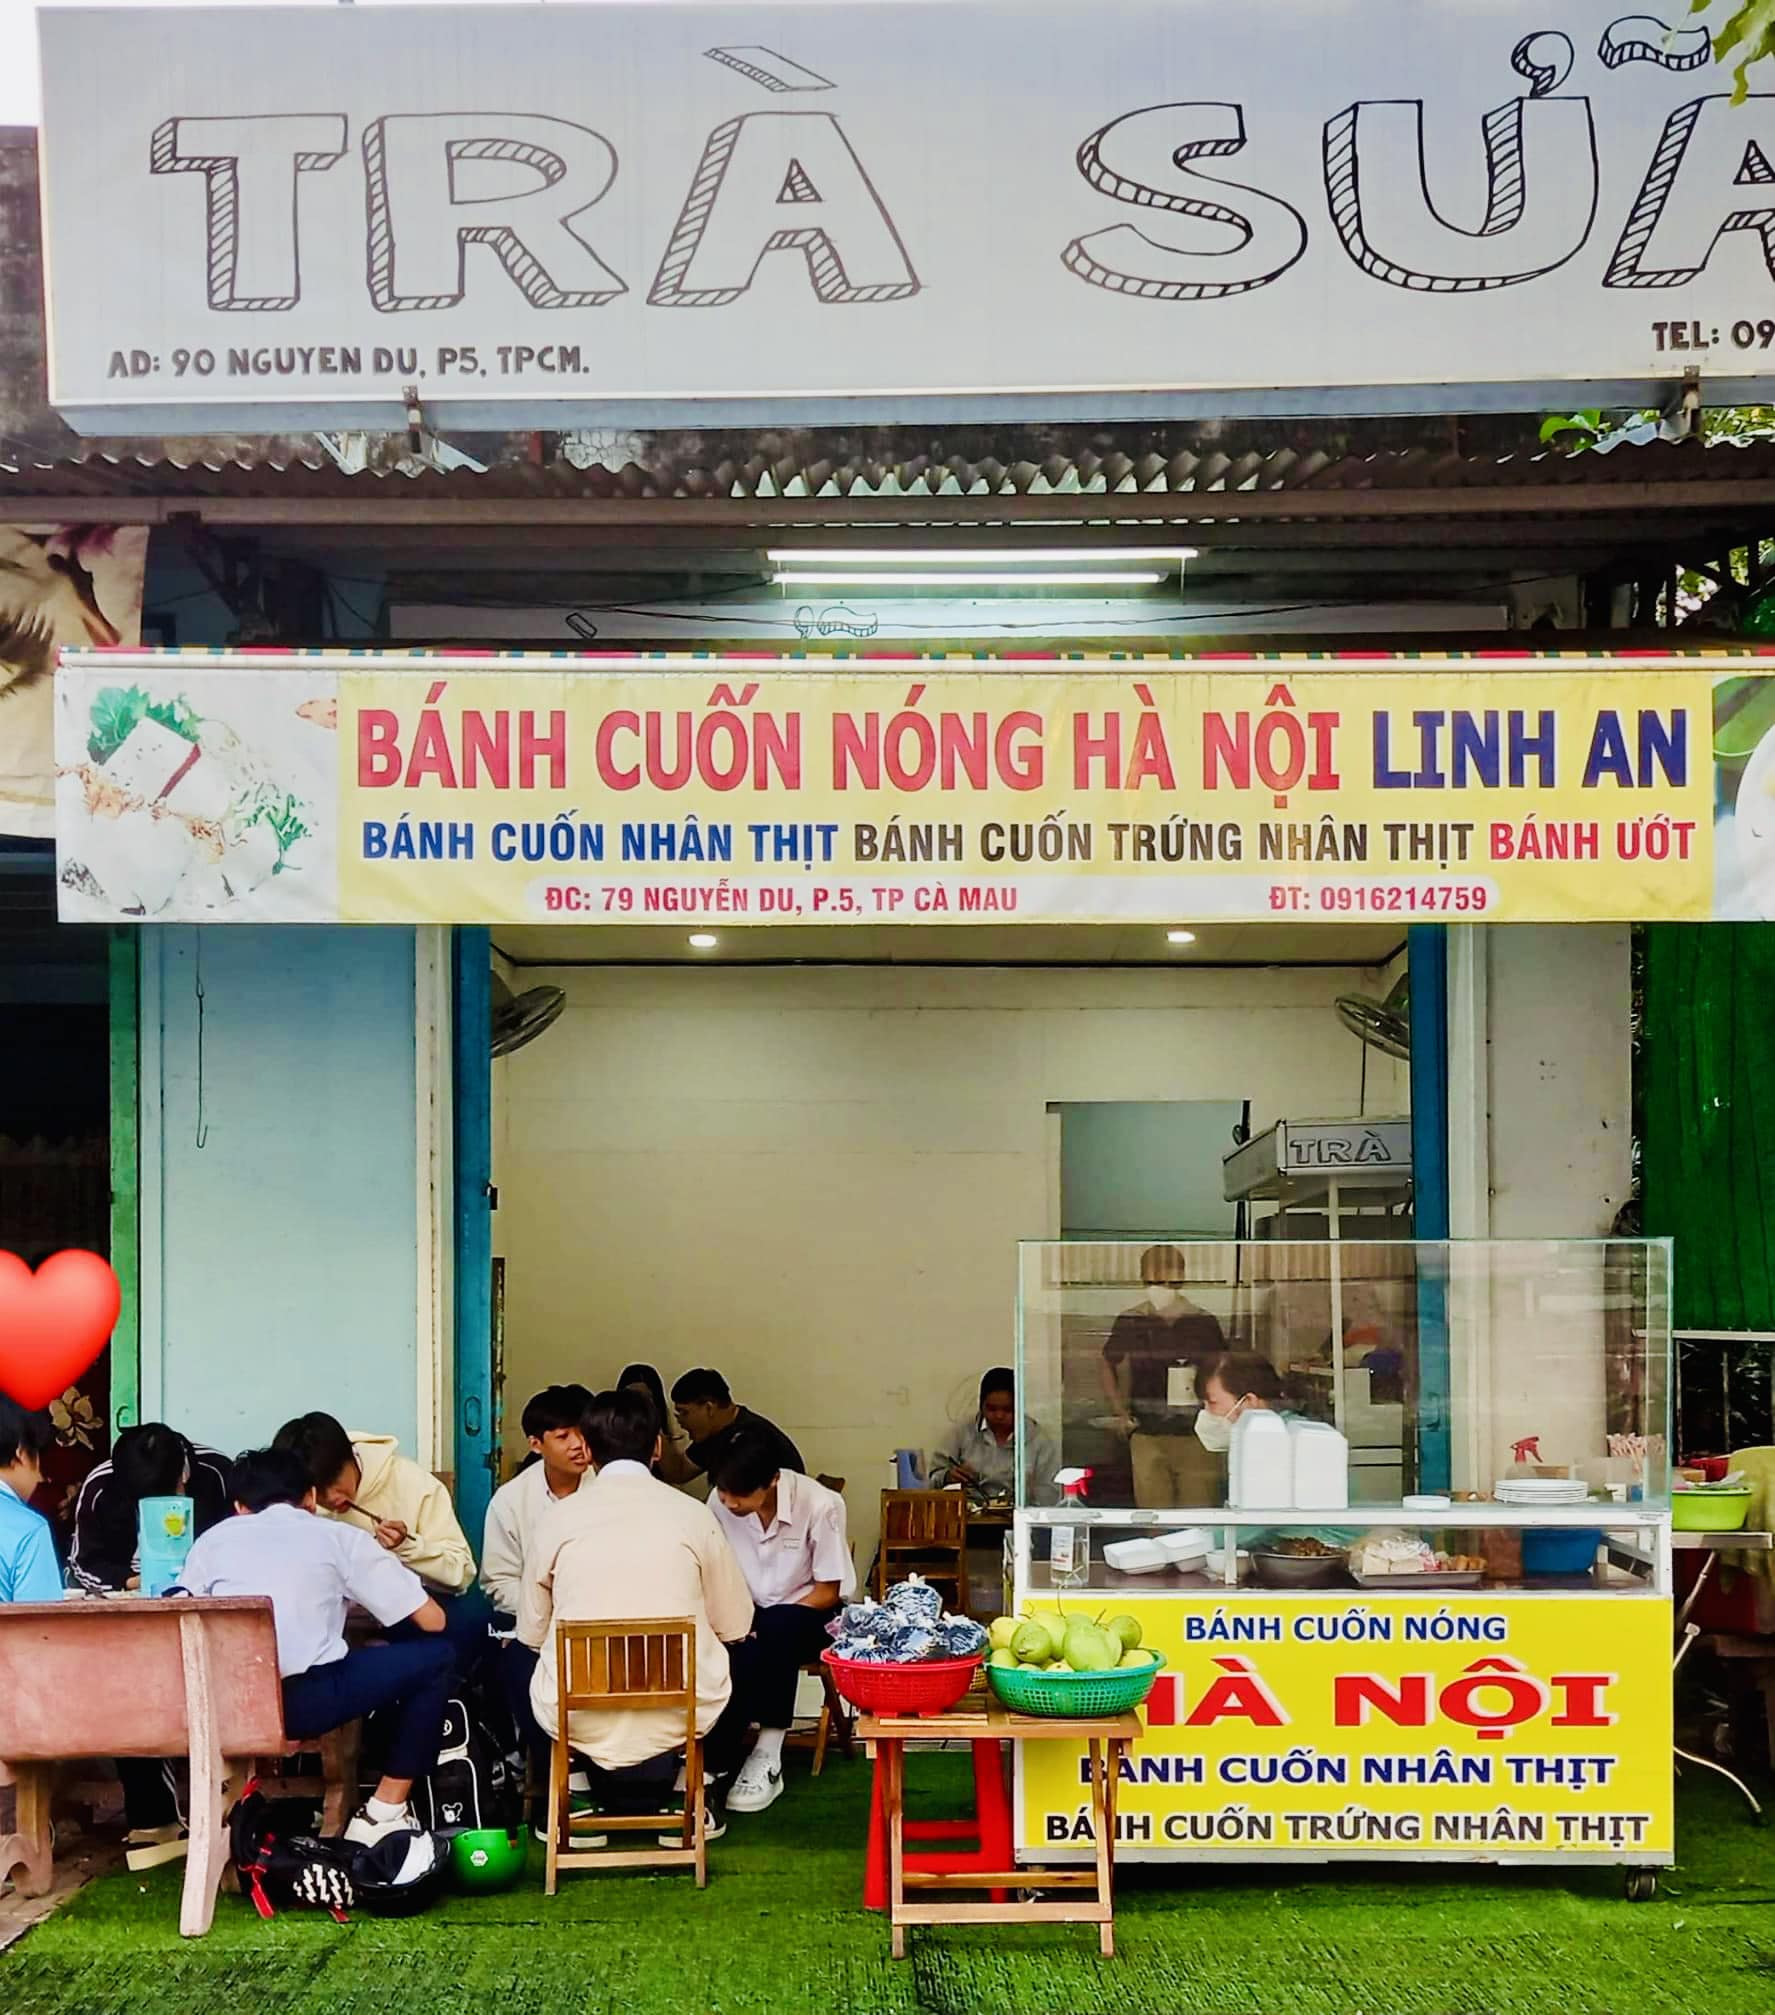 TRÀ SỮA
AD: 90 NGUYEN DU, P5, TPCM.
TEL: 09
BÁNH CUỐN NÓNG HÀ NỘI LINH AN
BÁNH CUỐN NHÂN THỊT BÁNH CUỐN TRỨNG NHÂN THỊT BÁNH ƯỚT
ĐC: 79 NGUYỄN DU, P.5, TP CÀ MAU ĐT: 0916214759
TRÀ
BÁNH CUỐN NÓNG
HÀ NỘI
BÁNH CUỐN NHÂN THỊT
BÁNH CUỐN TRỨNG NHÂN THỊT